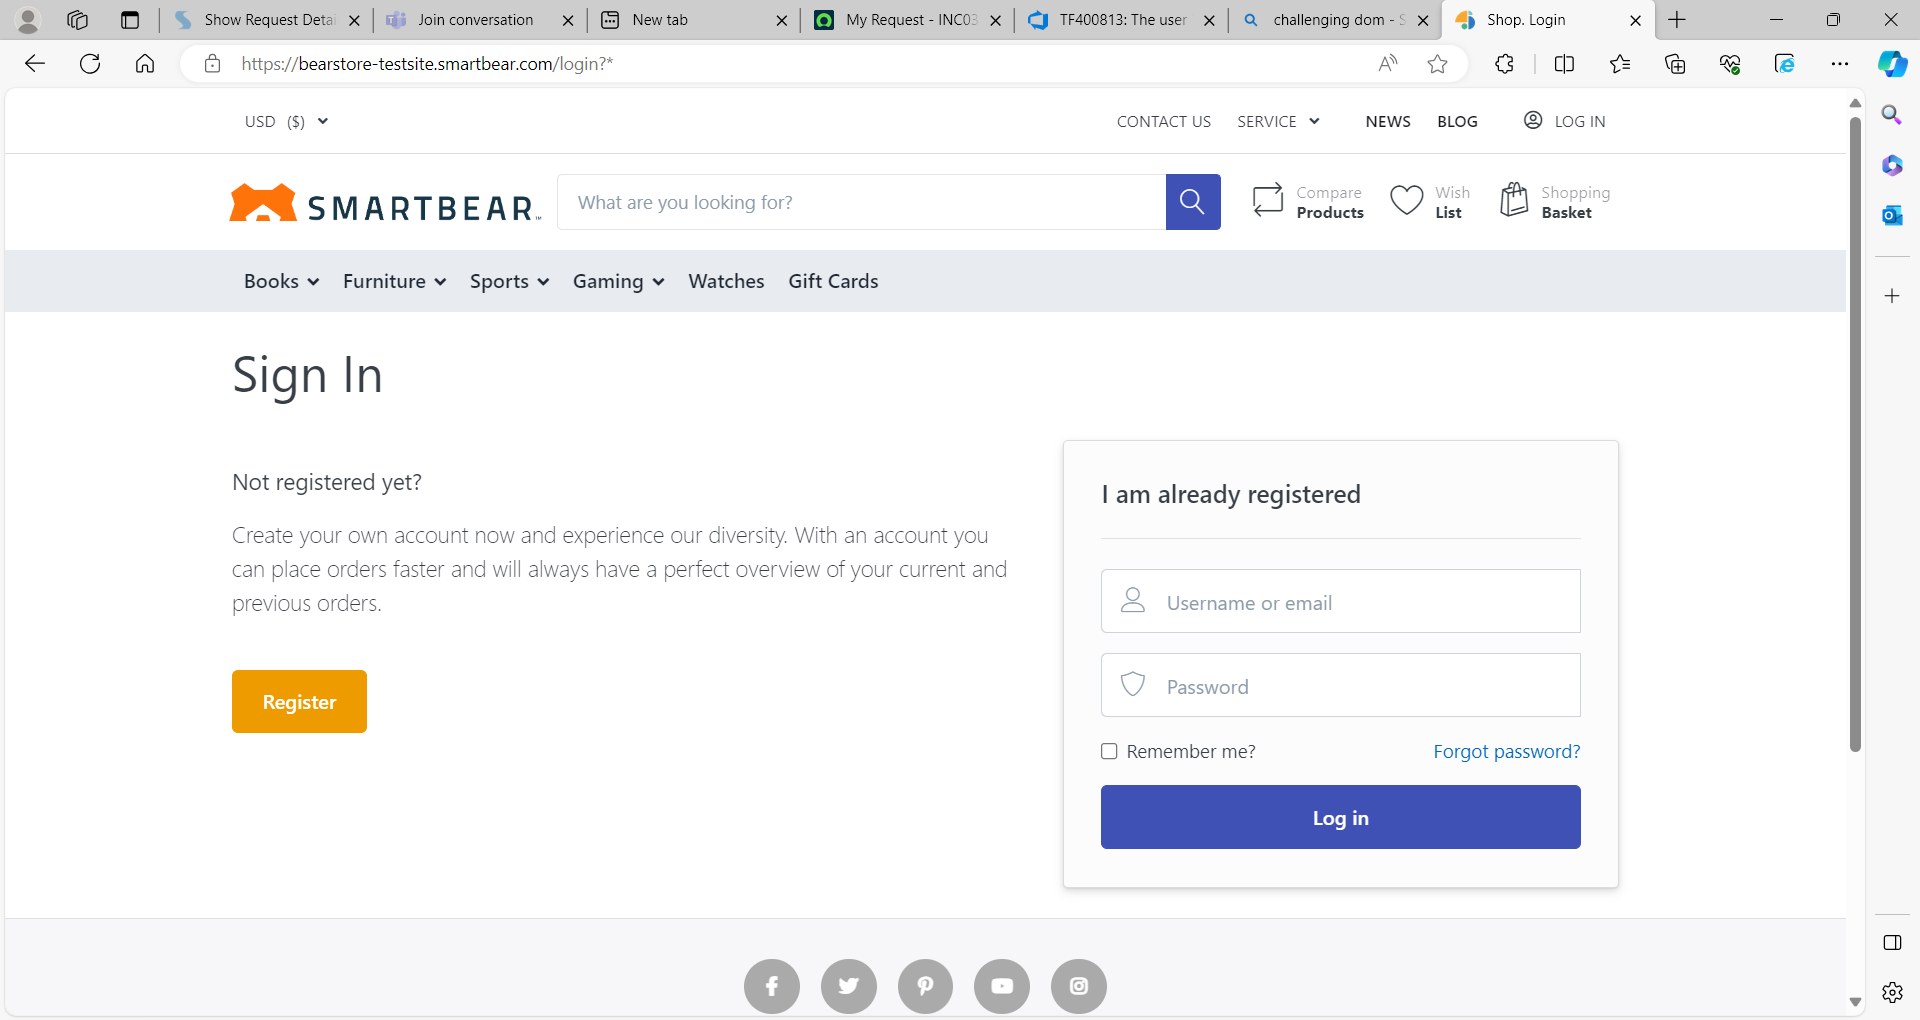 Show Request Detai
Join conversation
New tab
My Request - INC03
TF400813: The user
challenging dom - S
Shop. Login
https://bearstore-testsite.smartbear.com/login?*
USD ($)
CONTACT US
SERVICE
NEWS
BLOG
LOG IN
SMARTBEAR™
What are you looking for?
Compare
Products
Wish
List
Shopping
Basket
Books
Furniture
Sports
Gaming
Watches
Gift Cards
Sign In
Not registered yet?
Create your own account now and experience our diversity. With an account you
can place orders faster and will always have a perfect overview of your current and
previous orders.
Register
I am already registered
Username or email
Password
Remember me?
Forgot password?
Log in